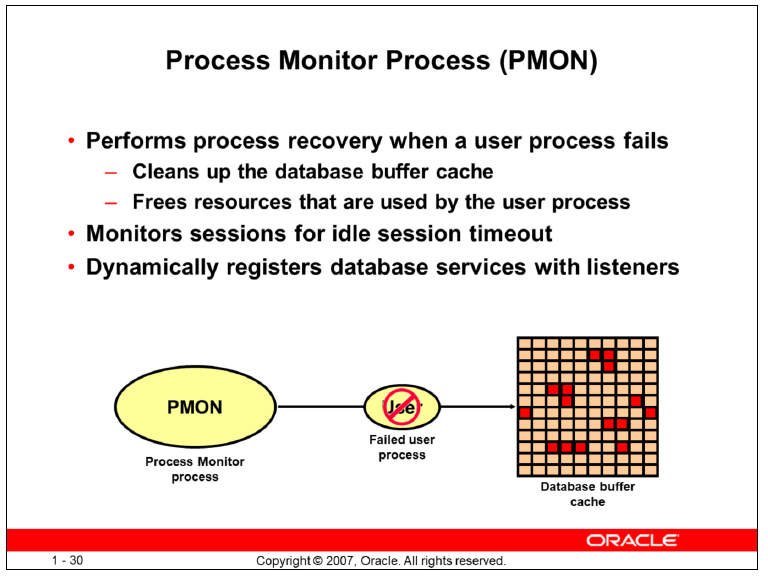 Process Monitor Process (PMON)
• Performs process recovery when a user process fails
– Cleans up the database buffer cache
– Frees resources that are used by the user process
• Monitors sessions for idle session timeout
• Dynamically registers database services with listeners
PMON
User
Process Monitor
process
Failed user
process
Database buffer
cache
ORACLE
1 - 30
Copyright © 2007, Oracle. All rights reserved.